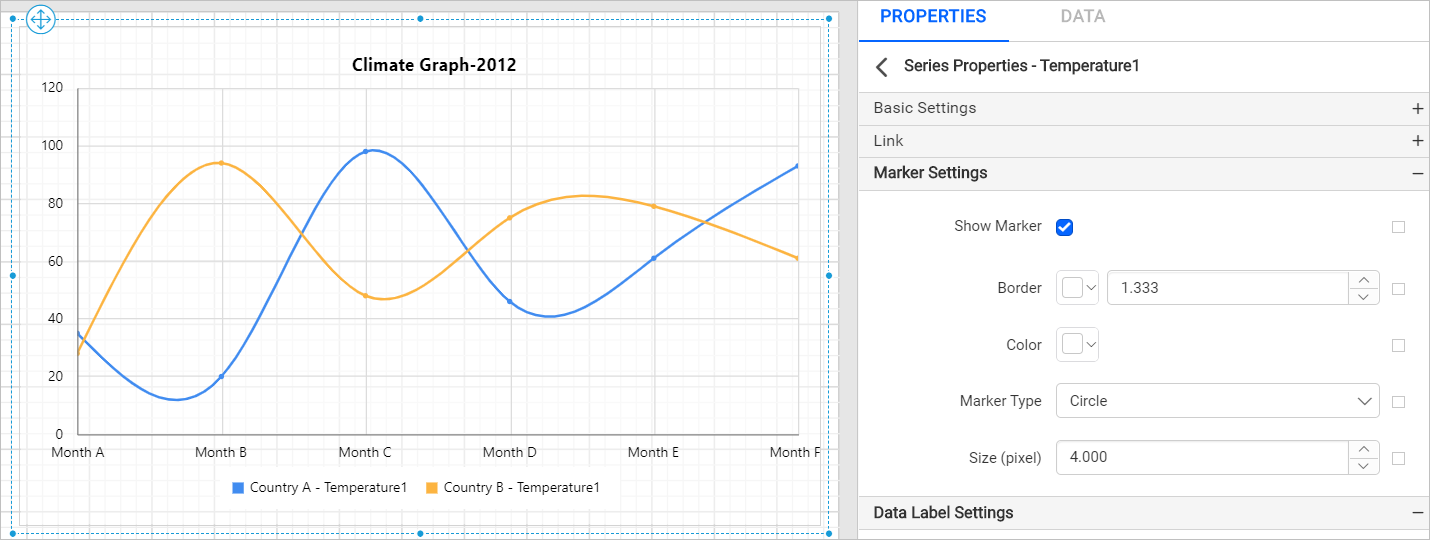 Climate Graph-2012
120
100
80
60
40
20
0
Month A Month B Month C Month D Month E Month F
Country A - Temperature1 Country B - Temperature1
PROPERTIES DATA
Series Properties - Temperature1
Basic Settings
Link
Marker Settings
Show Marker
Border 1.333
Color
Marker Type Circle
Size (pixel) 4.000
Data Label Settings